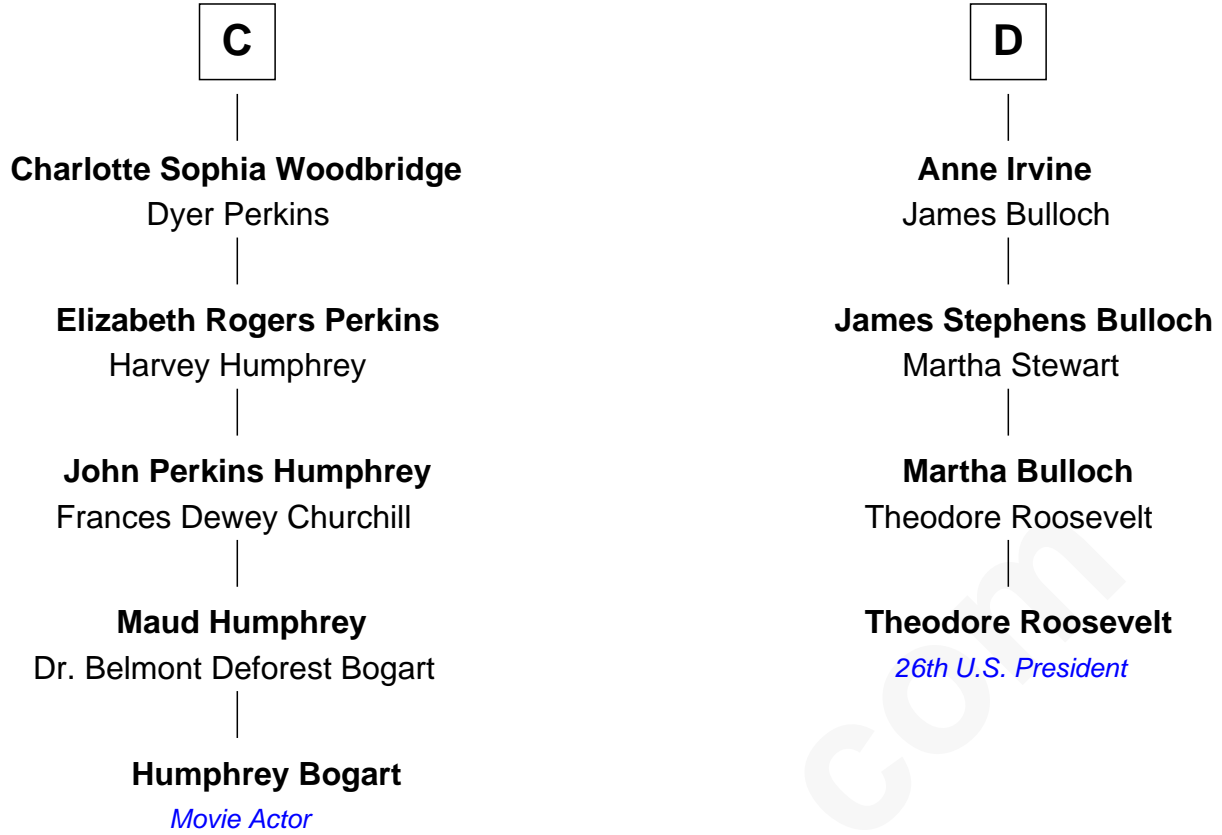 C
Charlotte Sophia Woodbridge
Dyer Perkins
Elizabeth Rogers Perkins
Harvey Humphrey
John Perkins Humphrey
Frances Dewey Churchill
Maud Humphrey
Dr. Belmont Deforest Bogart
Humphrey Bogart
Movie Actor
D
Anne Irvine
James Bulloch
James Stephens Bulloch
Martha Stewart
Martha Bulloch
Theodore Roosevelt
Theodore Roosevelt
26th U.S. President
com